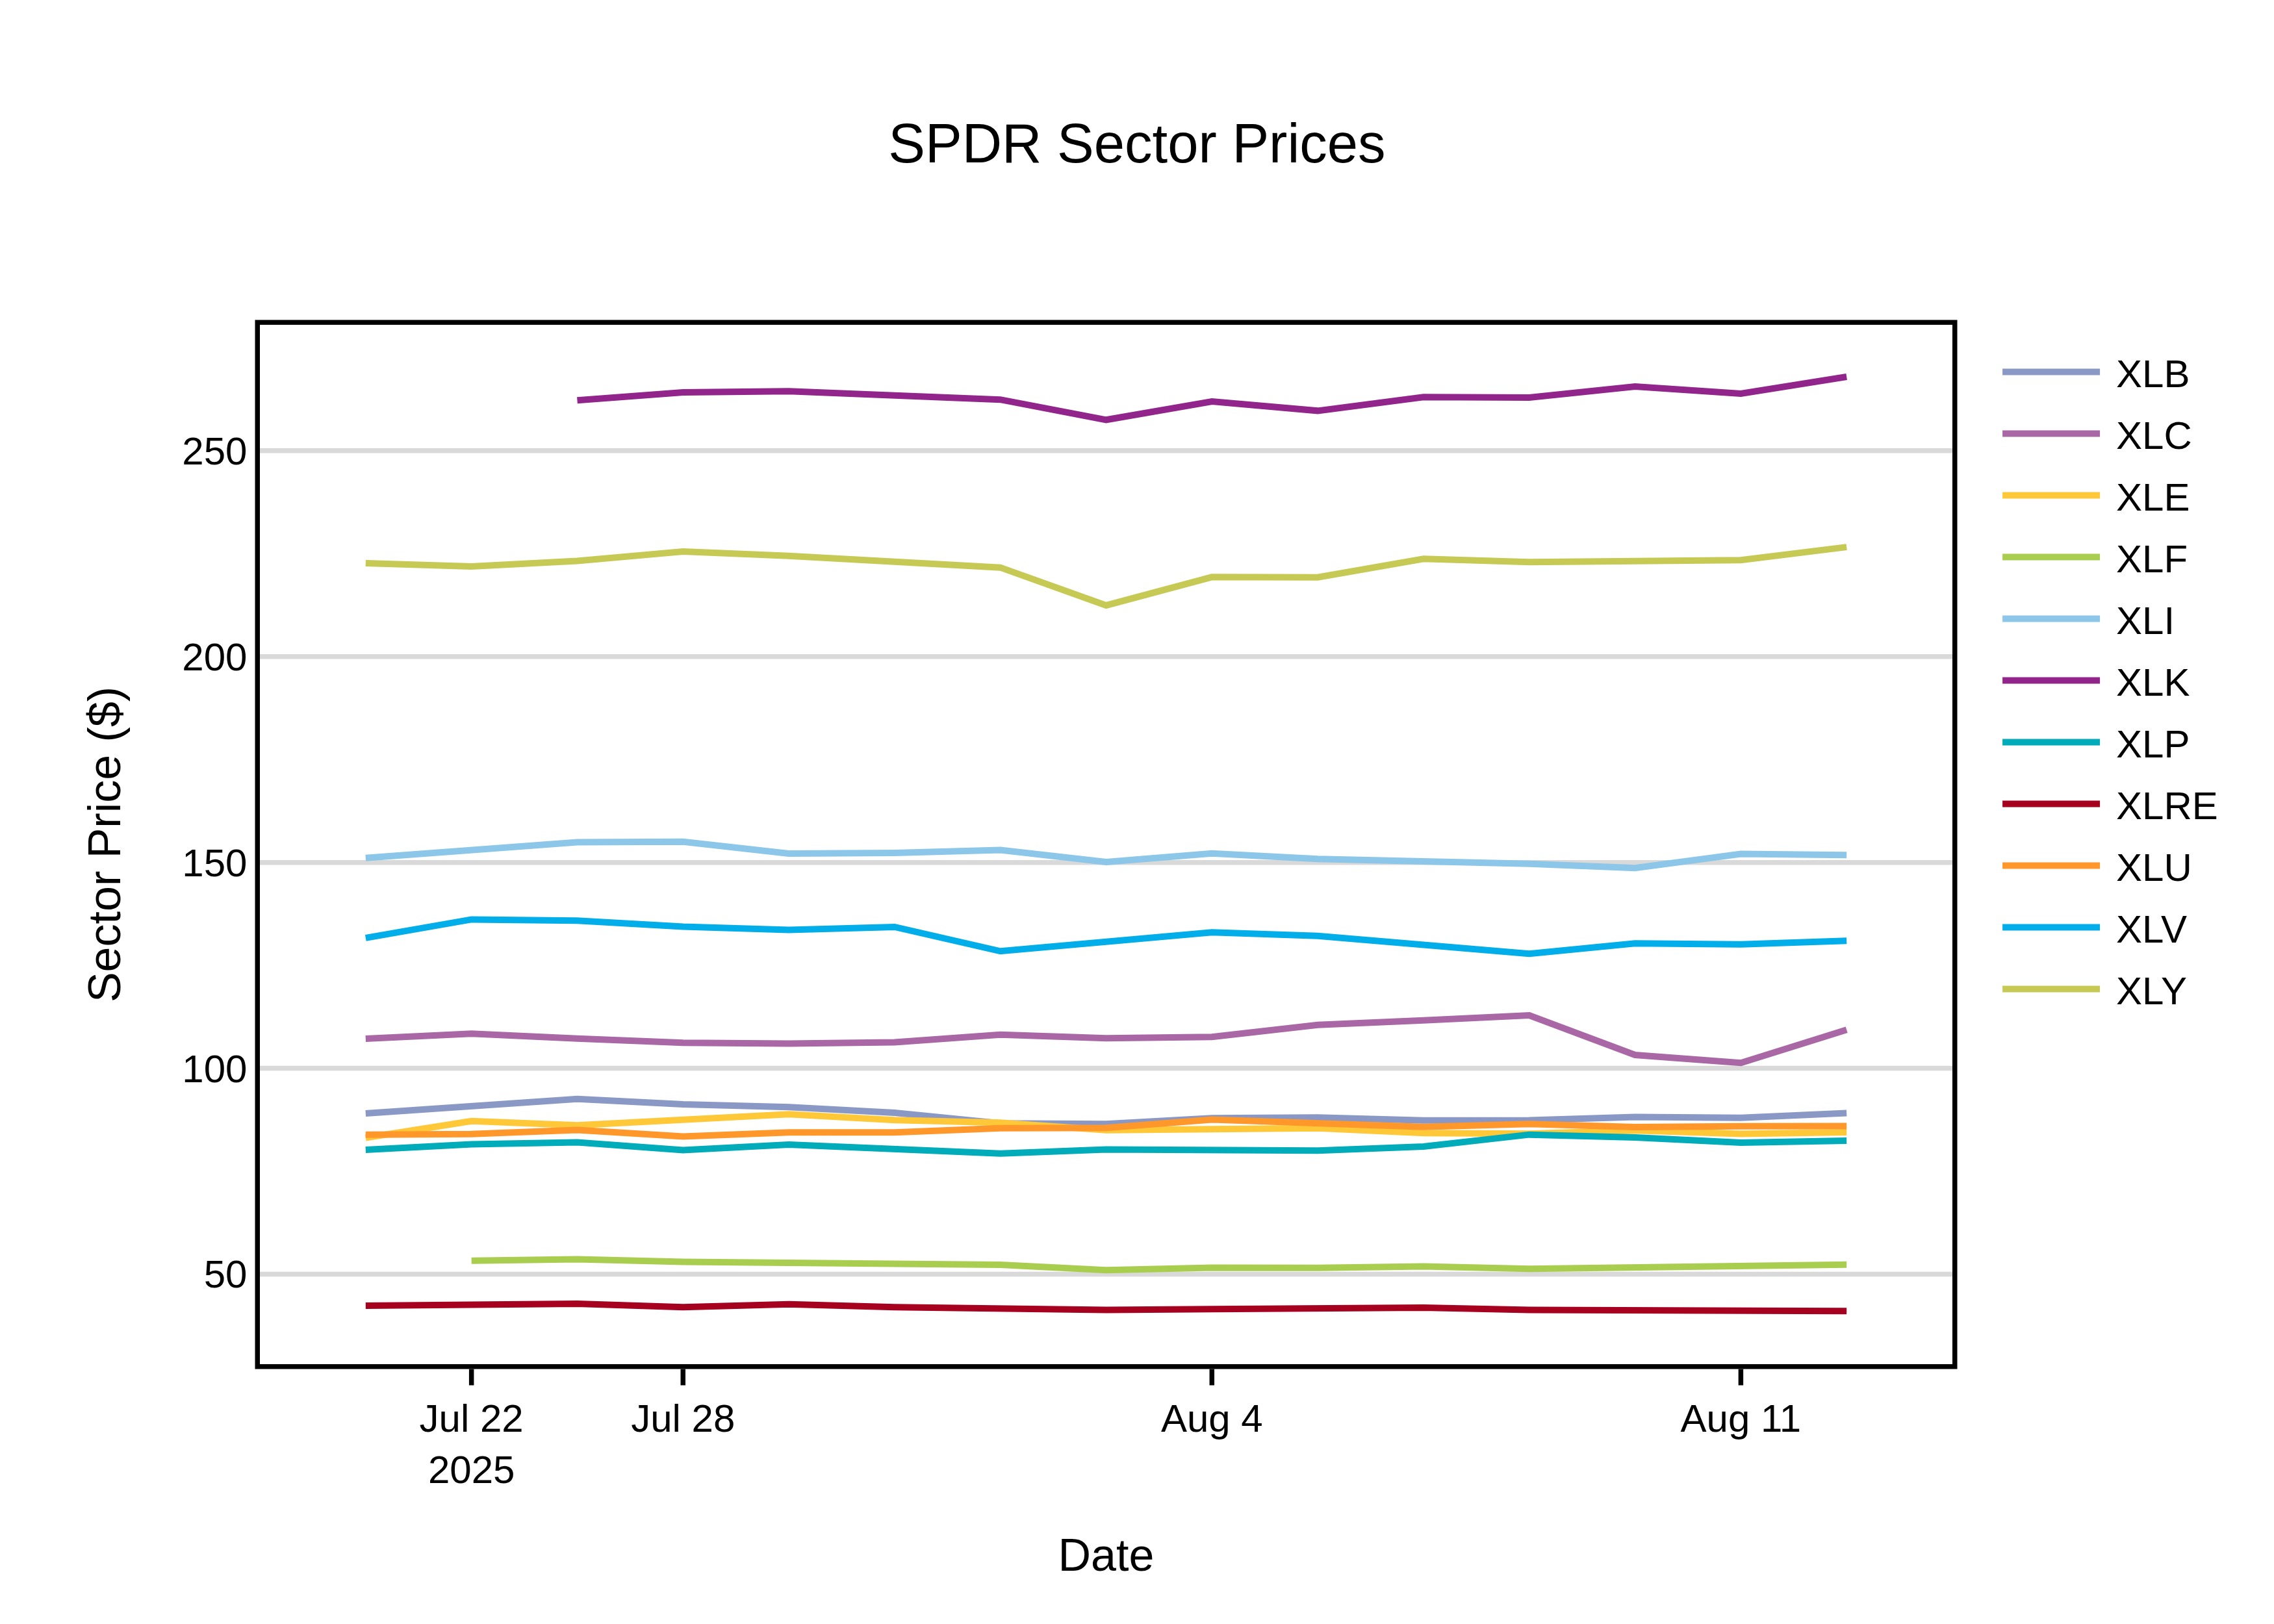 SPDR Sector Prices
Sector Price ($)
250
200
150
100
50
Jul 22
2025
Jul 28
Aug 4
Aug 11
Date
XLB
XLC
XLE
XLF
XLI
XLK
XLP
XLRE
XLU
XLV
XLY